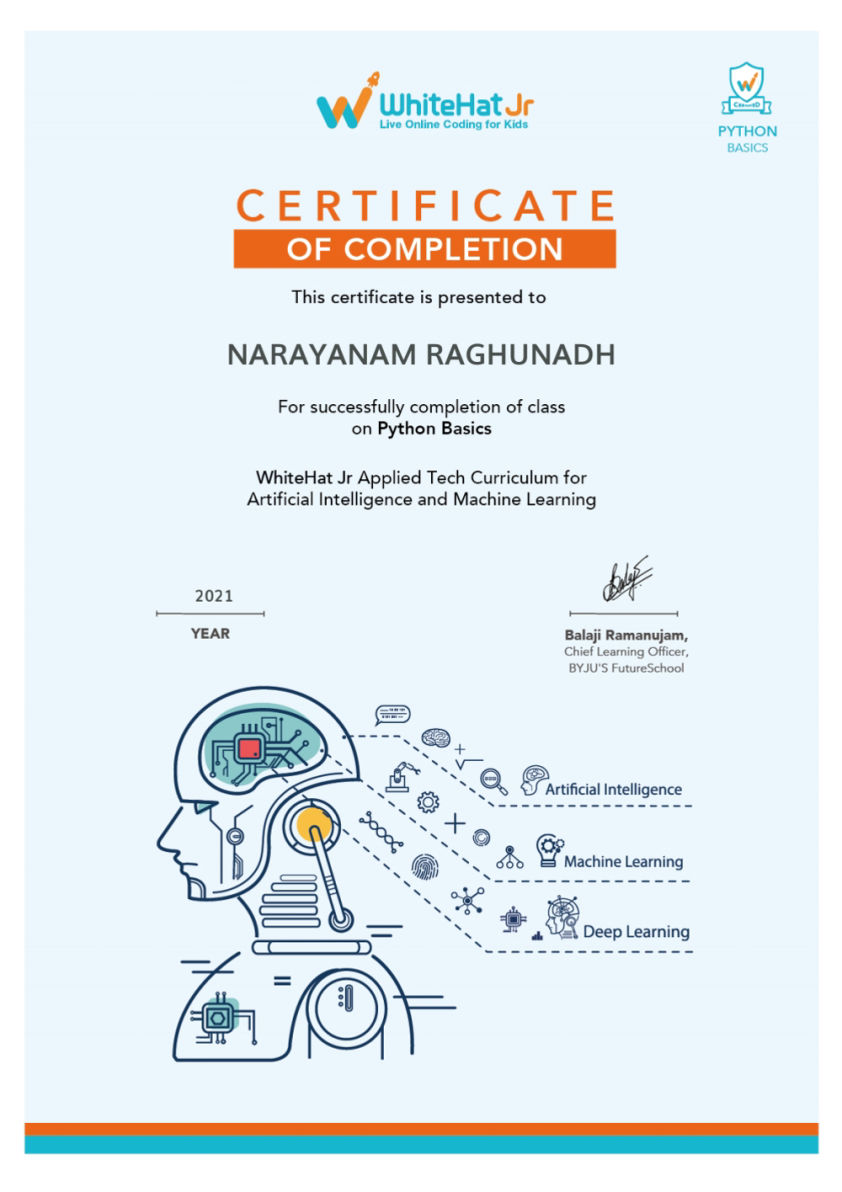 WhiteHat Jr
Live Online Coding for Kids
PYTHON
BASICS
CERTIFICATE
OF COMPLETION
This certificate is presented to
NARAYANAM RAGHUNADH
For successfully completion of class
on Python Basics
WhiteHat Jr Applied Tech Curriculum for
Artificial Intelligence and Machine Learning
2021
YEAR
Balaji Ramanujam,
Chief Learning Officer,
BYJU'S FutureSchool
Artificial Intelligence
Machine Learning
Deep Learning